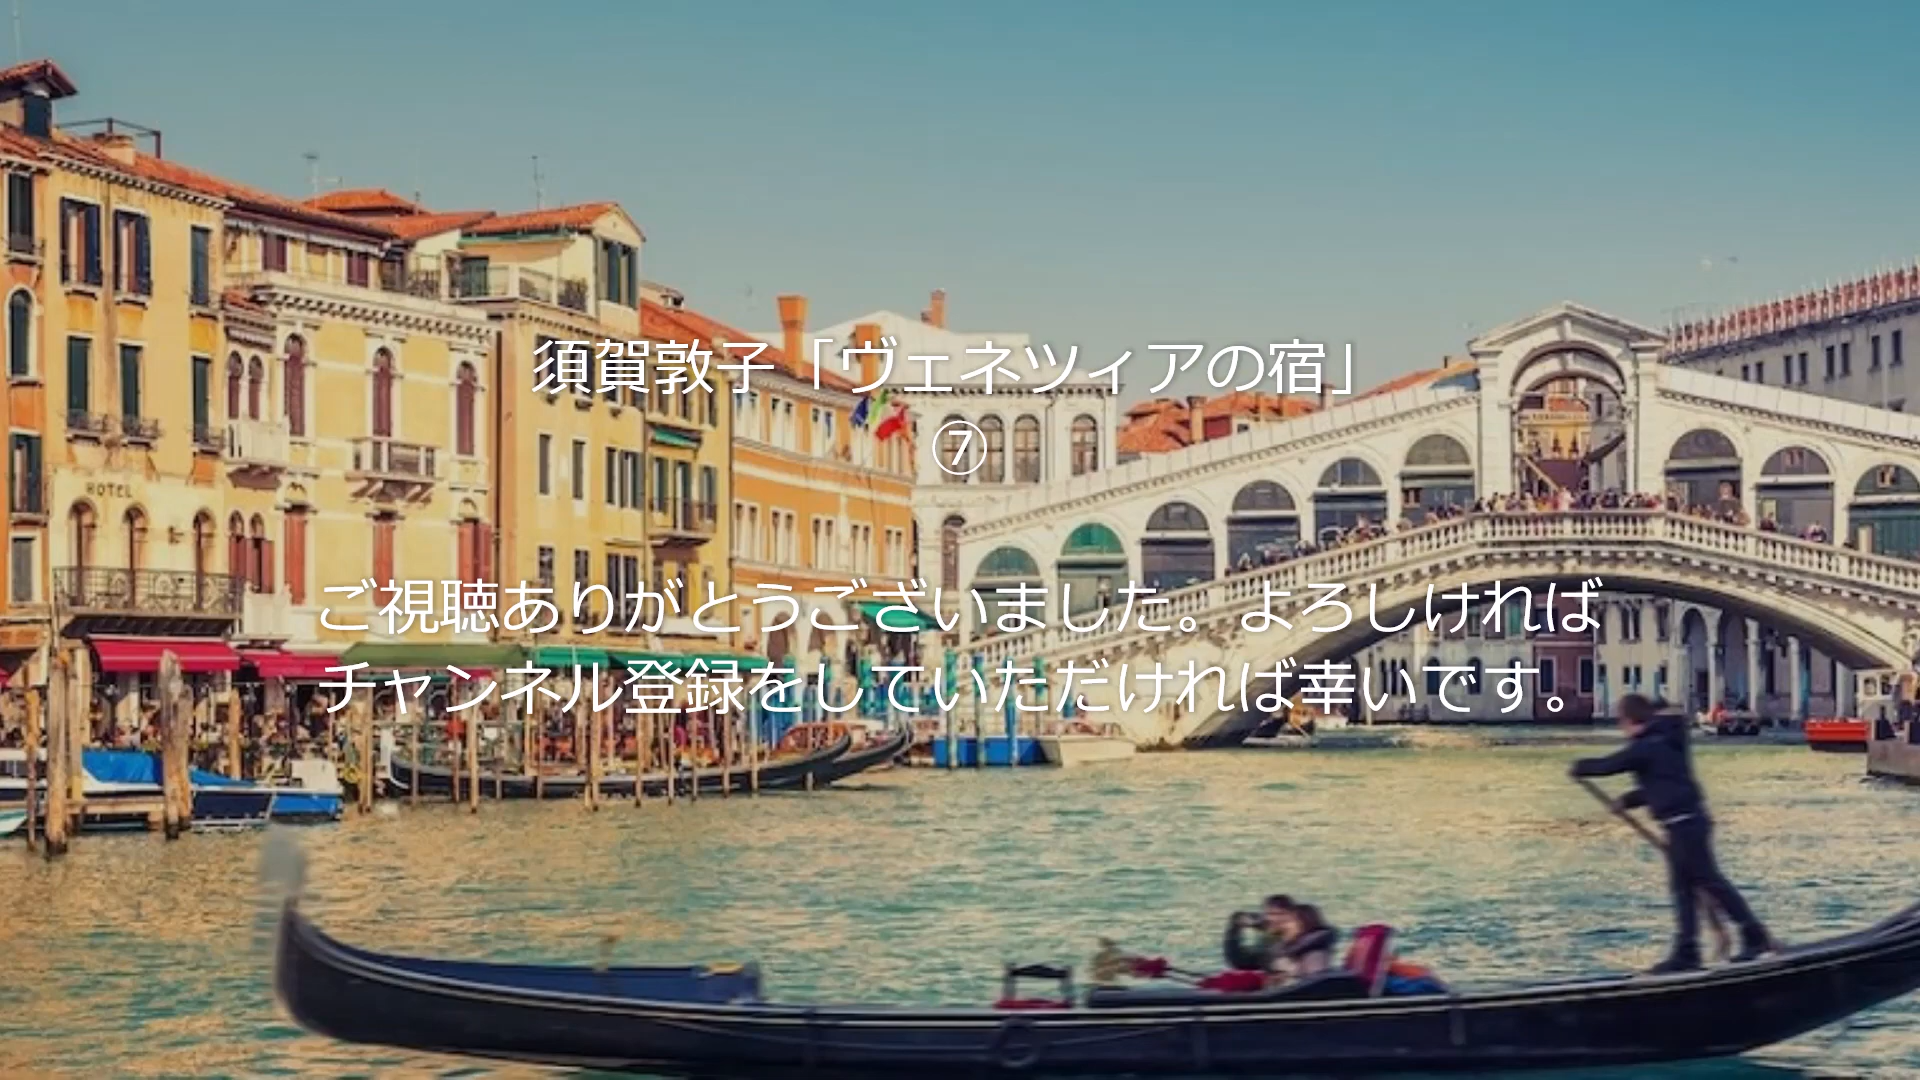 須賀敦子「ヴェネツィアの宿」
⑦
ご視聴ありがとうございました。よろしければ
チャンネル登録をしていただければ幸いです。
HOTEL